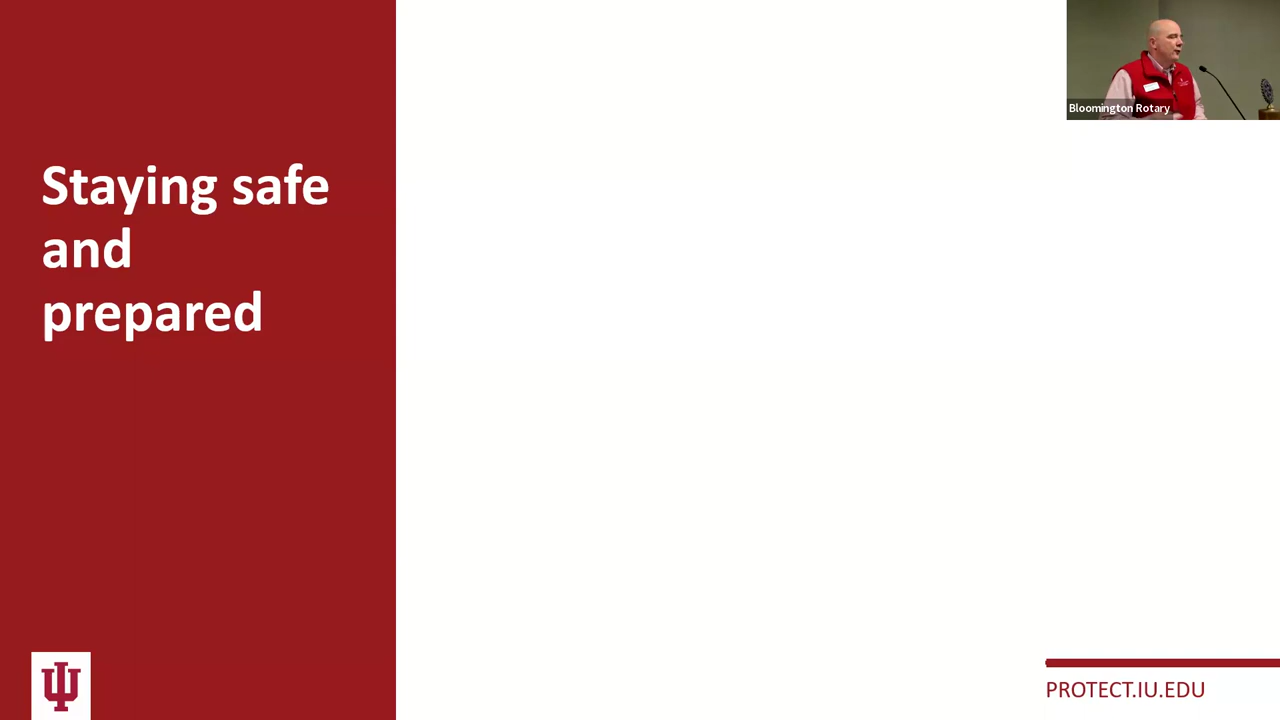 Bloomington Rotary
Staying safe
and
prepared
PROTECT.IU.EDU